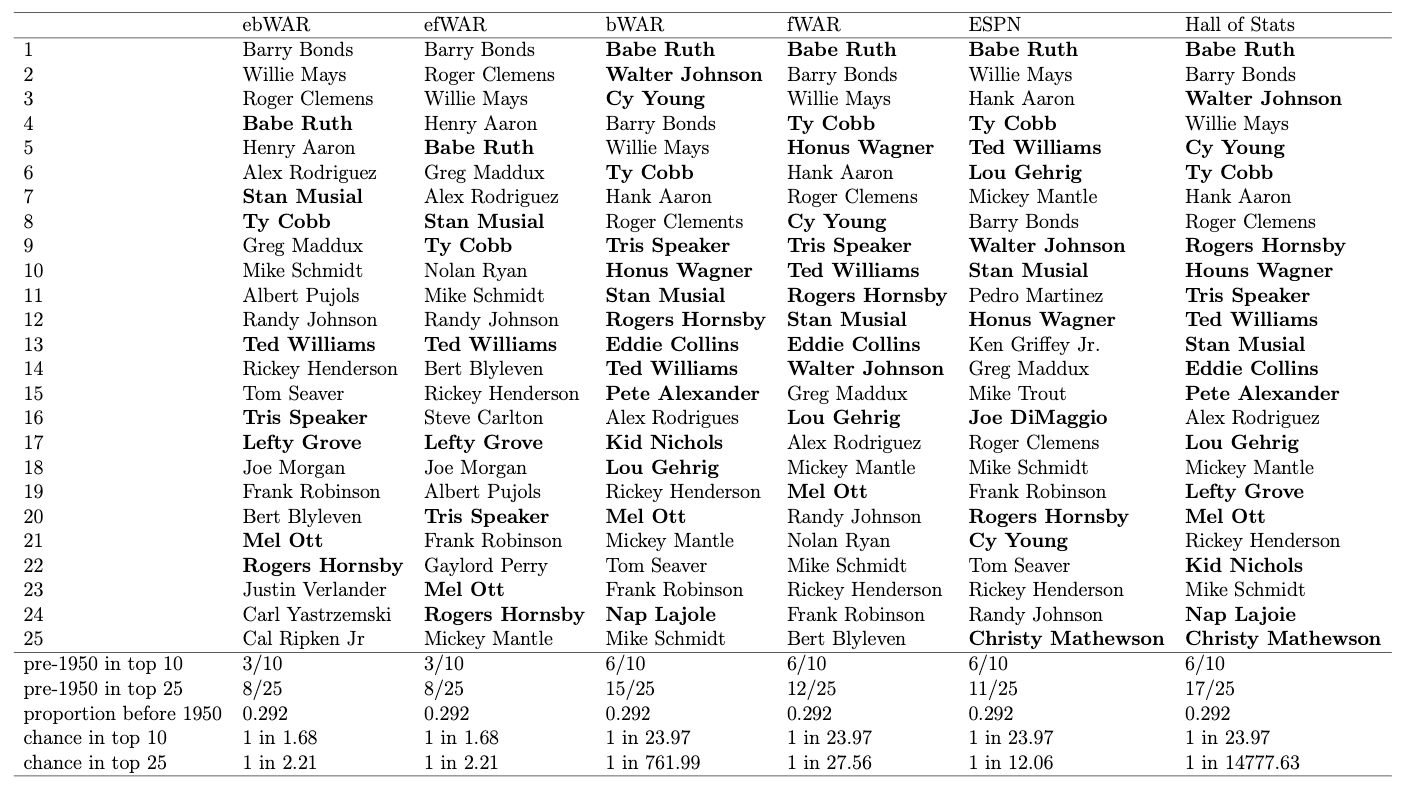 ebWAR efWAR bWAR fWAR ESPN Hall of Stats
1 Barry Bonds Barry Bonds Babe Ruth Babe Ruth Babe Ruth Babe Ruth
2 Willie Mays Roger Clemens Walter Johnson Barry Bonds Willie Mays Barry Bonds
3 Roger Clemens Willie Mays Cy Young Willie Mays Hank Aaron Walter Johnson
4 Babe Ruth Henry Aaron Barry Bonds Ty Cobb Ty Cobb Willie Mays
5 Henry Aaron Babe Ruth Willie Mays Honus Wagner Ted Williams Cy Young
6 Alex Rodriguez Greg Maddux Ty Cobb Hank Aaron Lou Gehrig Ty Cobb
7 Stan Musial Alex Rodriguez Hank Aaron Roger Clemens Mickey Mantle Hank Aaron
8 Ty Cobb Stan Musial Roger Clements Cy Young Barry Bonds Roger Clemens
9 Greg Maddux Ty Cobb Tris Speaker Tris Speaker Walter Johnson Rogers Hornsby
10 Mike Schmidt Nolan Ryan Honus Wagner Ted Williams Stan Musial Houns Wagner
11 Albert Pujols Mike Schmidt Stan Musial Rogers Hornsby Pedro Martinez Tris Speaker
12 Randy Johnson Randy Johnson Rogers Hornsby Stan Musial Honus Wagner Ted Williams
13 Ted Williams Ted Williams Eddie Collins Eddie Collins Ken Griffey Jr. Stan Musial
14 Rickey Henderson Bert Blyleven Ted Williams Walter Johnson Greg Maddux Eddie Collins
15 Tom Seaver Rickey Henderson Pete Alexander Greg Maddux Mike Trout Pete Alexander
16 Tris Speaker Steve Carlton Alex Rodrigues Lou Gehrig Joe DiMaggio Alex Rodriguez
17 Lefty Grove Lefty Grove Kid Nichols Alex Rodriguez Roger Clemens Lou Gehrig
18 Joe Morgan Joe Morgan Lou Gehrig Mickey Mantle Mike Schmidt Mickey Mantle
19 Frank Robinson Albert Pujols Rickey Henderson Mel Ott Frank Robinson Lefty Grove
20 Bert Blyleven Tris Speaker Mel Ott Randy Johnson Rogers Hornsby Mel Ott
21 Mel Ott Frank Robinson Mickey Mantle Nolan Ryan Cy Young Rickey Henderson
22 Rogers Hornsby Gaylord Perry Tom Seaver Mike Schmidt Tom Seaver Kid Nichols
23 Justin Verlander Mel Ott Frank Robinson Rickey Henderson Rickey Henderson Mike Schmidt
24 Carl Yastrzemski Rogers Hornsby Nap Lajole Frank Robinson Randy Johnson Nap Lajoie
25 Cal Ripken Jr Mickey Mantle Mike Schmidt Bert Blyleven Christy Mathewson Christy Mathewson
pre-1950 in top 10 3/10 3/10 6/10 6/10 6/10 6/10
pre-1950 in top 25 8/25 8/25 15/25 12/25 11/25 17/25
proportion before 1950 0.292 0.292 0.292 0.292 0.292 0.292
chance in top 10 1 in 1.68 1 in 1.68 1 in 23.97 1 in 23.97 1 in 23.97 1 in 23.97
chance in top 25 1 in 2.21 1 in 2.21 1 in 761.99 1 in 27.56 1 in 12.06 1 in 14777.63